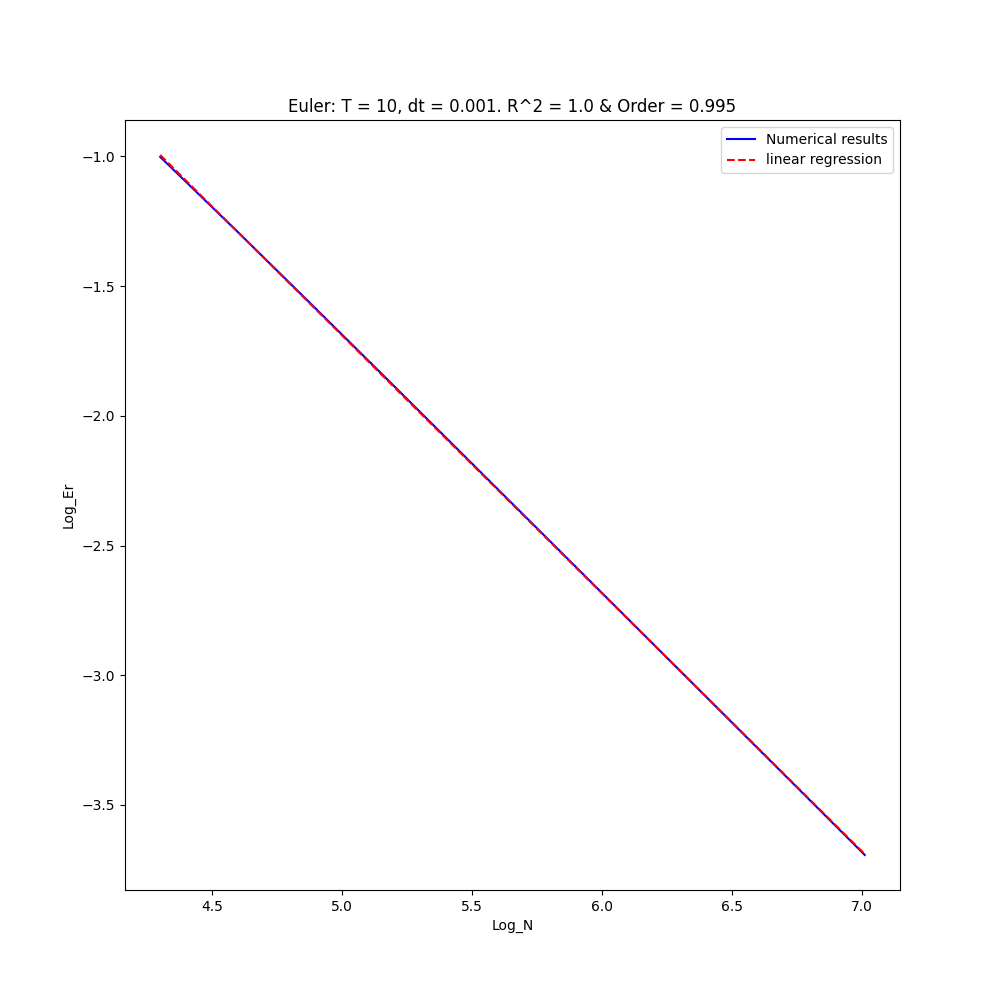 Euler: T = 10, dt = 0.001. R^2 = 1.0 & Order = 0.995
Numerical results
linear regression
−1.0
−1.5
−2.0
−2.5
−3.0
−3.5
Log_Er
4.5 5.0 5.5 6.0 6.5 7.0
Log_N